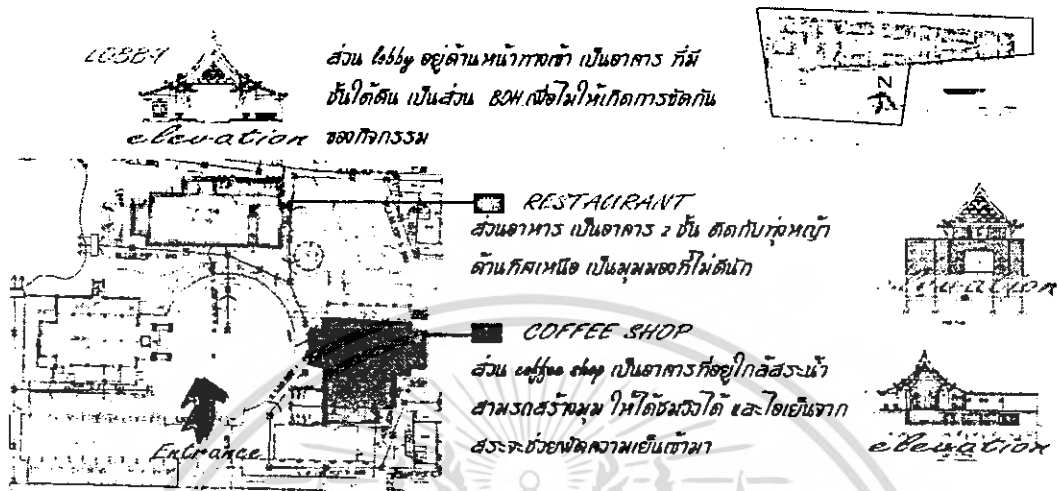 LOBBY
ส่วน lobby อยู่ด้านหน้าทางเข้า เป็นอาคาร ที่มี
ชั้นใต้ดิน เป็นส่วน BOH เพื่อไม่ให้เกิดการขัดกัน
ของกิจกรรม
elevation
N
RESTAURANT
ส่วนอาหาร เป็นอาคาร 2 ชั้น ติดกับทุ่งหญ้า
ด้านทิศเหนือ เป็นมุมมองที่ไม่ดีนัก
elevation
COFFEE SHOP
ส่วน coffee shop เป็นอาคารที่อยู่ใกล้สระน้ำ
สามารถสร้างมุม ให้ได้ชมวิวได้ และไอเย็นจาก
สระจะช่วยพัดความเย็นเข้ามา
elevation
Entrance